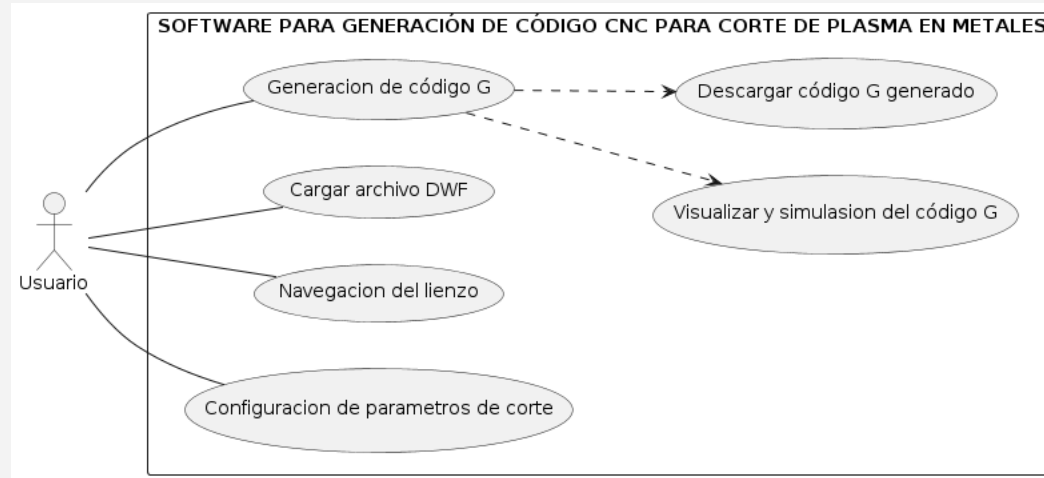 SOFTWARE PARA GENERACIÓN DE CÓDIGO CNC PARA CORTE DE PLASMA EN METALES
Generacion de código G
Descargar código G generado
Cargar archivo DWF
Visualizar y simulasion del código G
Usuario
Navegacion del lienzo
Configuracion de parametros de corte